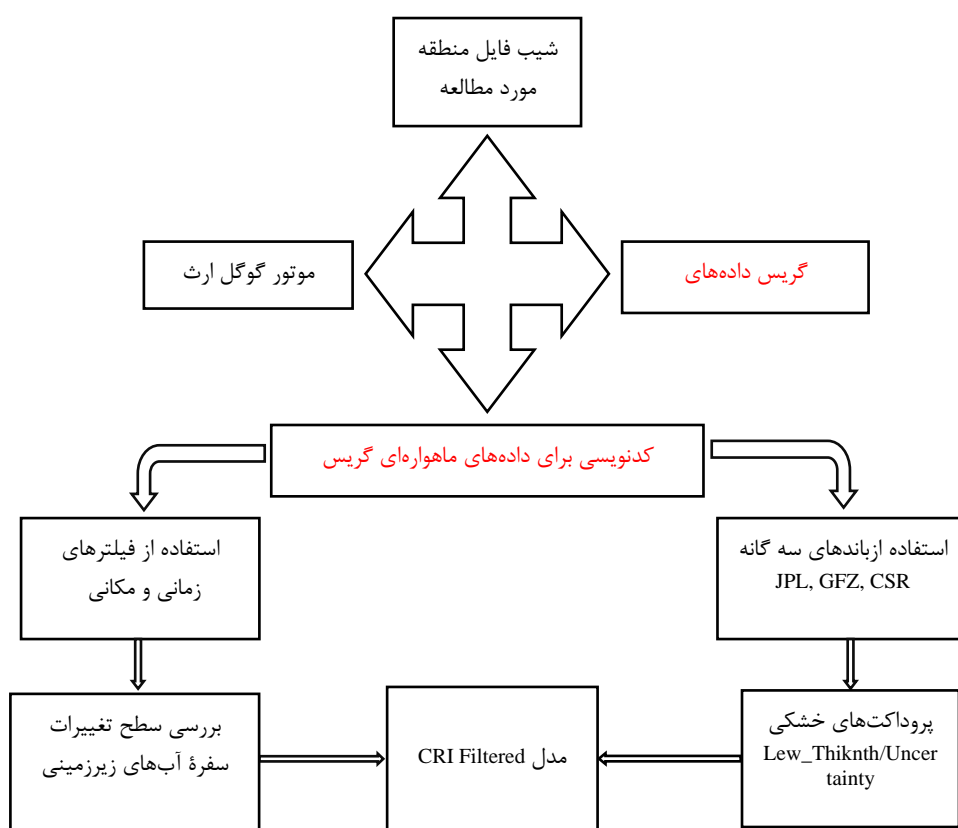 شیب فایل منطقه
مورد مطالعه
گریس داده‌های
موتور گوگل ارث
کدنویسی برای داده‌های ماهواره‌ای گریس
استفاده ازباندهای سه گانه
JPL, GFZ, CSR
استفاده از فیلترهای
زمانی و مکانی
پروداکت‌های خشکی
Lew_Thiknth/Uncer
tainty
مدل CRI Filtered
بررسی سطح تغییرات
سفرهٔ آب‌های زیرزمینی